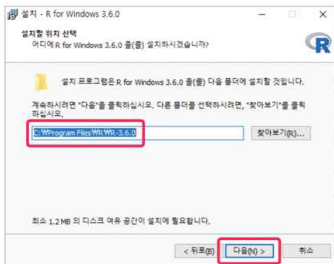 설치 - R for Windows 3.6.0
설치할 위치 선택
어디에 R for Windows 3.6.0 을(를) 설치하시겠습니까?
R
설치 프로그램은 R for Windows 3.6.0 을(를) 다음 폴더에 설치할 것입니다.
계속하시려면 "다음"을 클릭하십시오, 다른 폴더를 선택하시려면, "찾아보기"를 클릭
하십시오.
C:₩Program Files₩R₩R-3.6.0
찾아보기(R)...
최소 1.2 MB 의 디스크 여유 공간이 설치에 필요합니다.
< 뒤로(B)
다음(N) >
취소